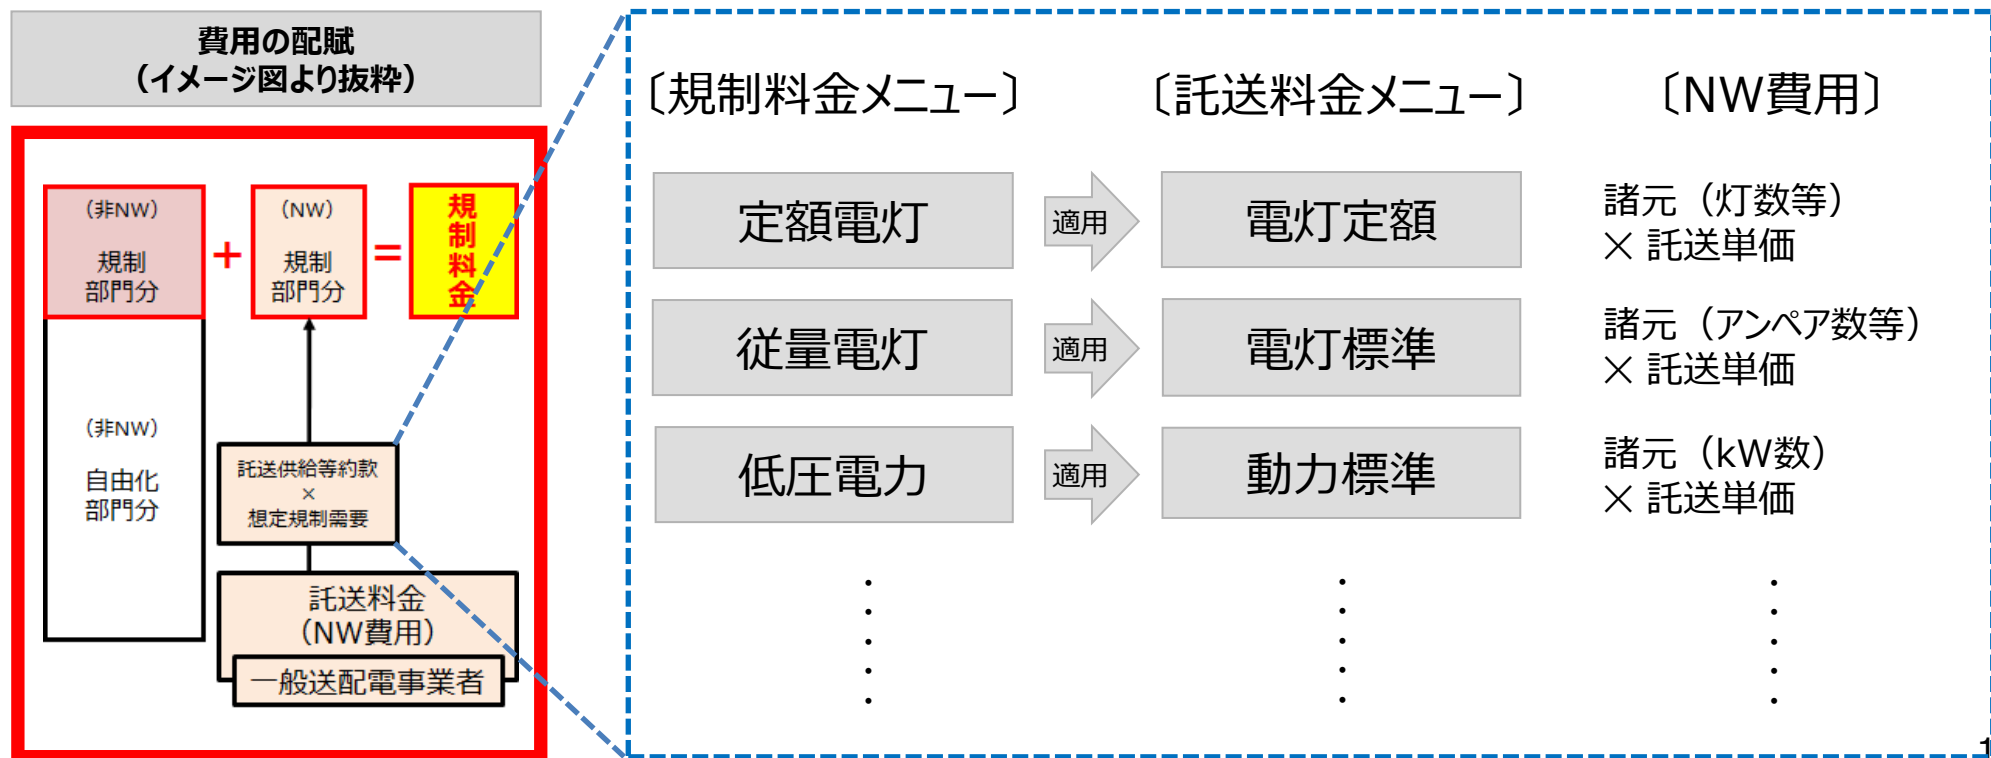 費用の配賦
（イメージ図より抜粋）
（非NW）
規制
部門分
＋
（NW）
規制
部門分
＝
規制料金
（非NW）
自由化
部門分
託送供給等約款
×
想定規制需要
託送料金
（NW費用）
一般送配電事業者
〔規制料金メニュー〕
〔託送料金メニュー〕
〔NW費用〕
定額電灯
適用
電灯定額
諸元（灯数等）
× 託送単価
従量電灯
適用
電灯標準
諸元（アンペア数等）
× 託送単価
低圧電力
適用
動力標準
諸元（kW数）
× 託送単価
・・・・・
・・・・・
・・・・・
1